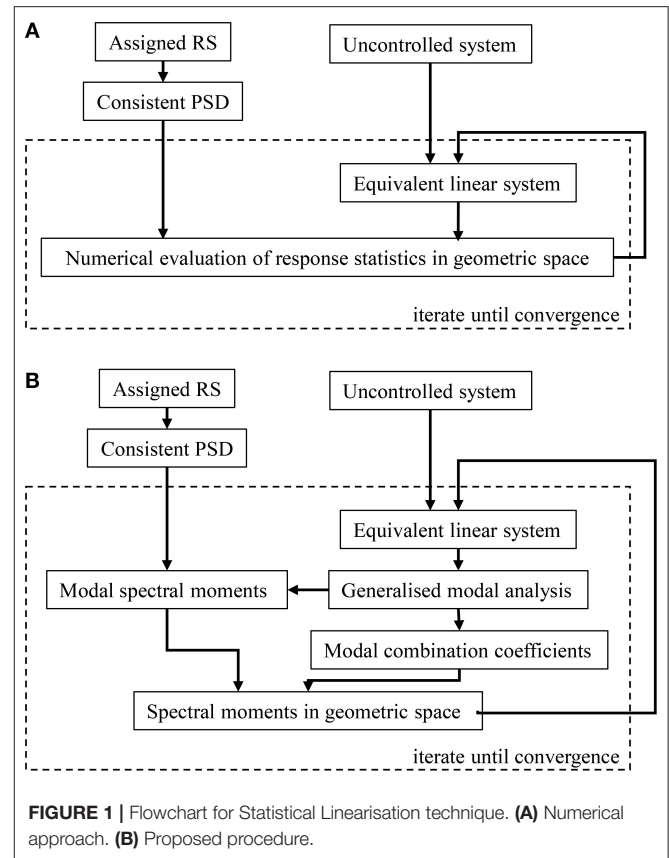 A
Assigned RS
Uncontrolled system
Consistent PSD
Equivalent linear system
Numerical evaluation of response statistics in geometric space
iterate until convergence
B
Assigned RS
Uncontrolled system
Consistent PSD
Equivalent linear system
Modal spectral moments
Generalised modal analysis
Modal combination coefficients
Spectral moments in geometric space
iterate until convergence
FIGURE 1 | Flowchart for Statistical Linearisation technique. (A) Numerical
approach. (B) Proposed procedure.